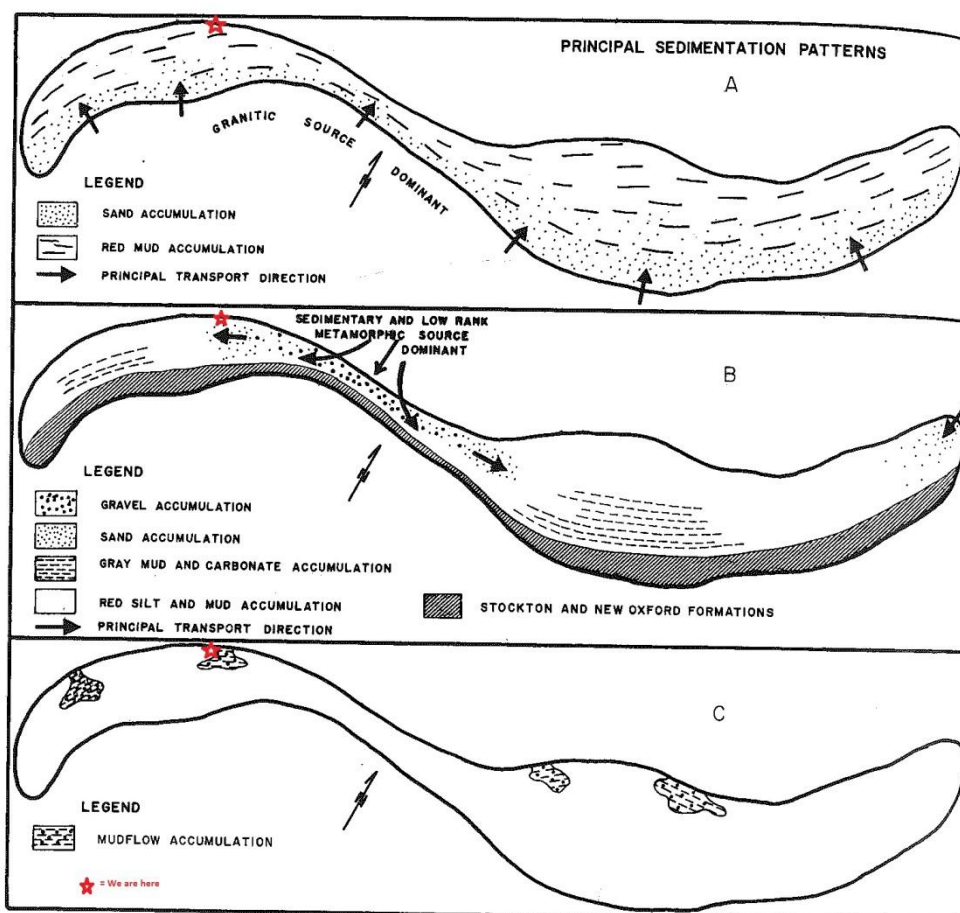 PRINCIPAL SEDIMENTATION PATTERNS
A
GRANITIC SOURCE DOMINANT
N
LEGEND
SAND ACCUMULATION
RED MUD ACCUMULATION
PRINCIPAL TRANSPORT DIRECTION
SEDIMENTARY AND LOW RANK
METAMORPHIC SOURCE
DOMINANT
B
N
LEGEND
GRAVEL ACCUMULATION
SAND ACCUMULATION
GRAY MUD AND CARBONATE ACCUMULATION
RED SILT AND MUD ACCUMULATION
STOCKTON AND NEW OXFORD FORMATIONS
PRINCIPAL TRANSPORT DIRECTION
C
N
LEGEND
MUDFLOW ACCUMULATION
= We are here